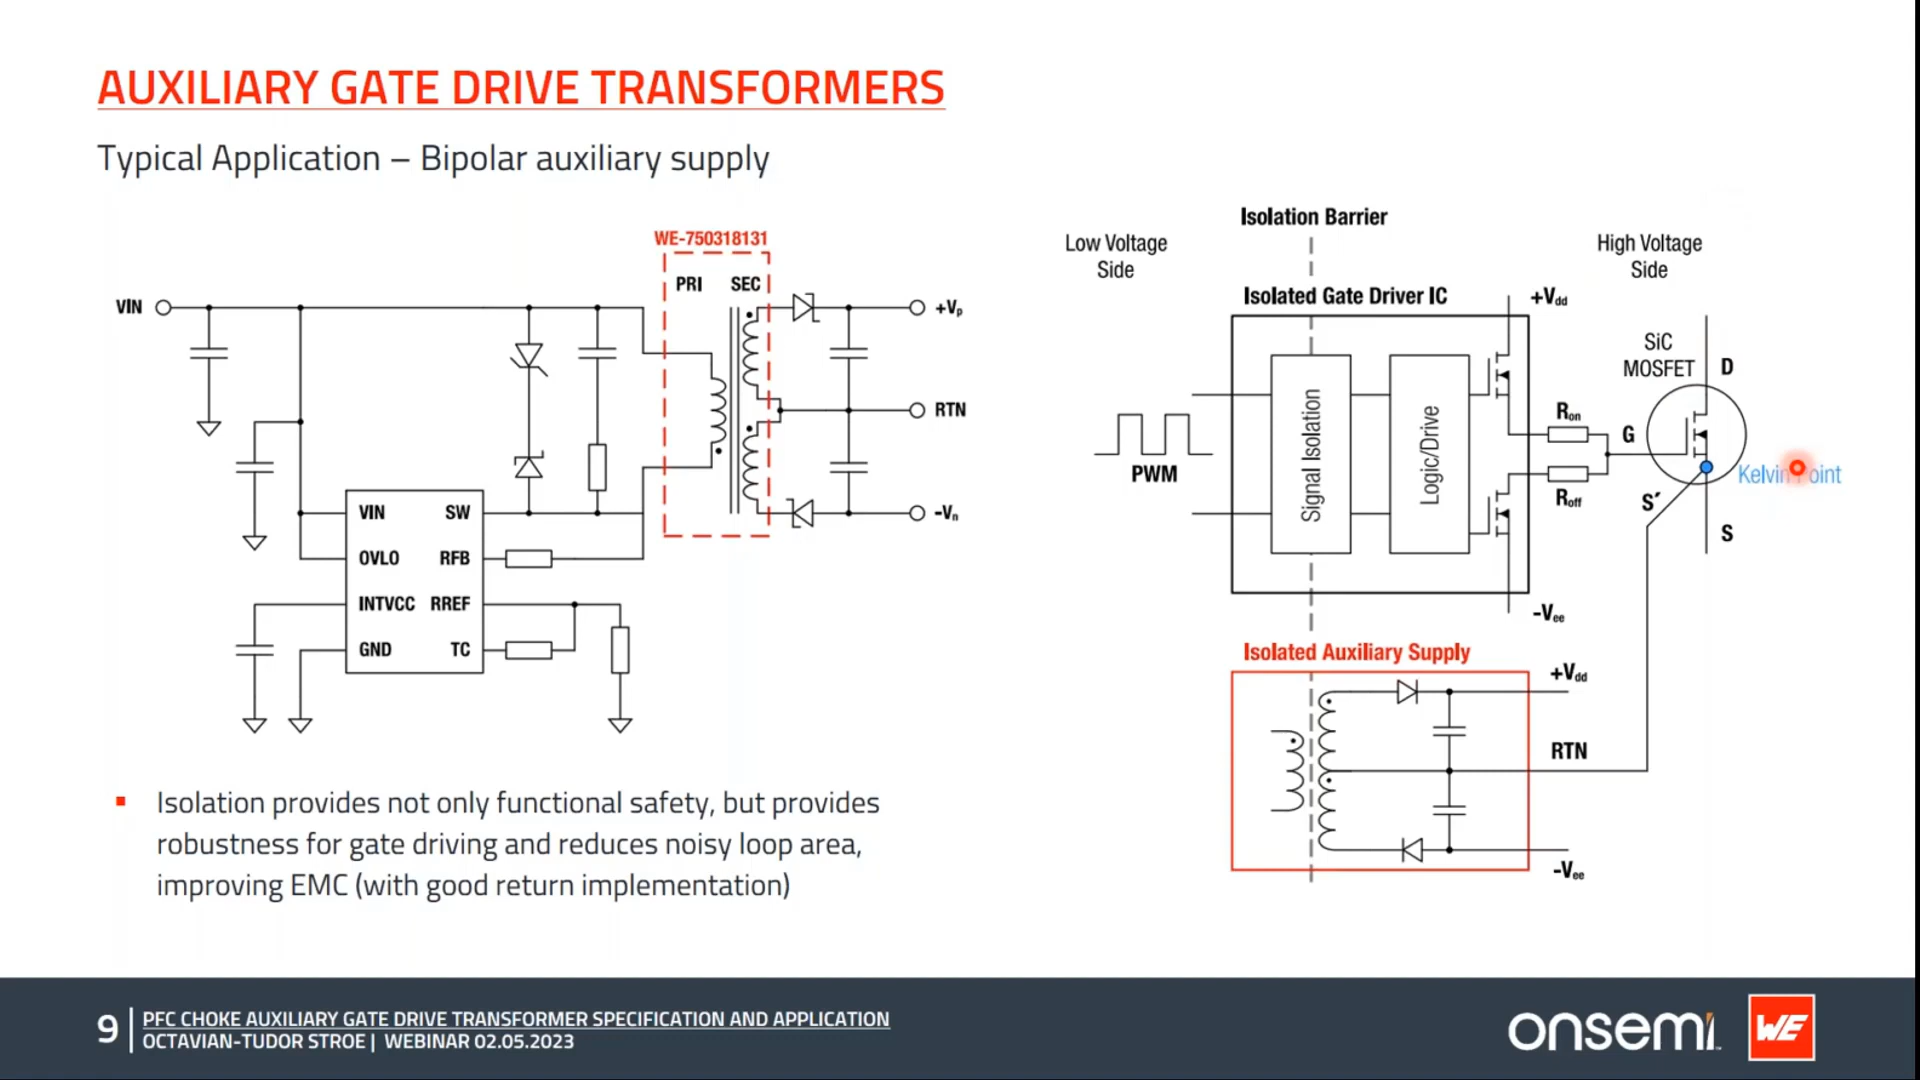 AUXILIARY GATE DRIVE TRANSFORMERS
Typical Application – Bipolar auxiliary supply
WE-750318131
PRI SEC
VIN
+Vp
RTN
-Vn
VIN SW
OVLO RFB
INTVCC RREF
GND TC
Isolation Barrier
Low Voltage
Side
High Voltage
Side
Isolated Gate Driver IC
+Vdd
SiC
MOSFET
D
Signal Isolation
Logic/Drive
Ron
G
PWM
Roff
S´
S
-Vee
Isolated Auxiliary Supply
+Vdd
RTN
-Vee
▪ Isolation provides not only functional safety, but provides
robustness for gate driving and reduces noisy loop area,
improving EMC (with good return implementation)
9
PFC CHOKE AUXILIARY GATE DRIVE TRANSFORMER SPECIFICATION AND APPLICATION
OCTAVIAN-TUDOR STROE | WEBINAR 02.05.2023
onsemi™
WE